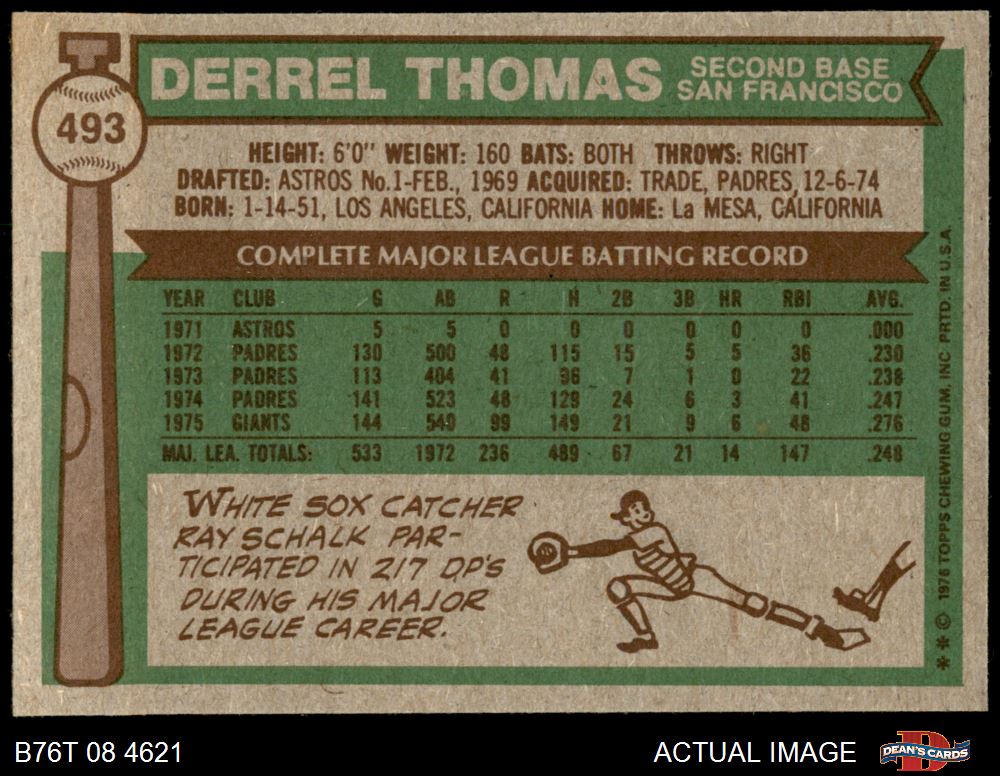 DERREL THOMAS SECOND BASE
SAN FRANCISCO
493
HEIGHT: 6'0" WEIGHT: 160 BATS: BOTH THROWS: RIGHT
DRAFTED: ASTROS No.1-FEB., 1969 ACQUIRED: TRADE, PADRES, 12-6-74
BORN: 1-14-51, LOS ANGELES, CALIFORNIA HOME: La MESA, CALIFORNIA
COMPLETE MAJOR LEAGUE BATTING RECORD
YEAR CLUB G AB R H 2B 3B HR RBI AVG.
1971 ASTROS 5 5 0 0 0 0 0 0 .000
1972 PADRES 130 500 48 115 15 5 5 36 .230
1973 PADRES 113 404 41 96 7 1 0 22 .238
1974 PADRES 141 523 48 129 24 6 3 41 .247
1975 GIANTS 144 540 99 149 21 9 6 48 .276
MAJ. LEA. TOTALS: 533 1972 236 489 67 21 14 147 .248
WHITE SOX CATCHER
RAY SCHALK PAR-
TICIPATED IN 217 D.P.'S
DURING HIS MAJOR
LEAGUE CAREER.
** © 1976 TOPPS CHEWING GUM, INC. PRTD. IN U.S.A.
B76T 08 4621 ACTUAL IMAGE DEAN'S CARDS